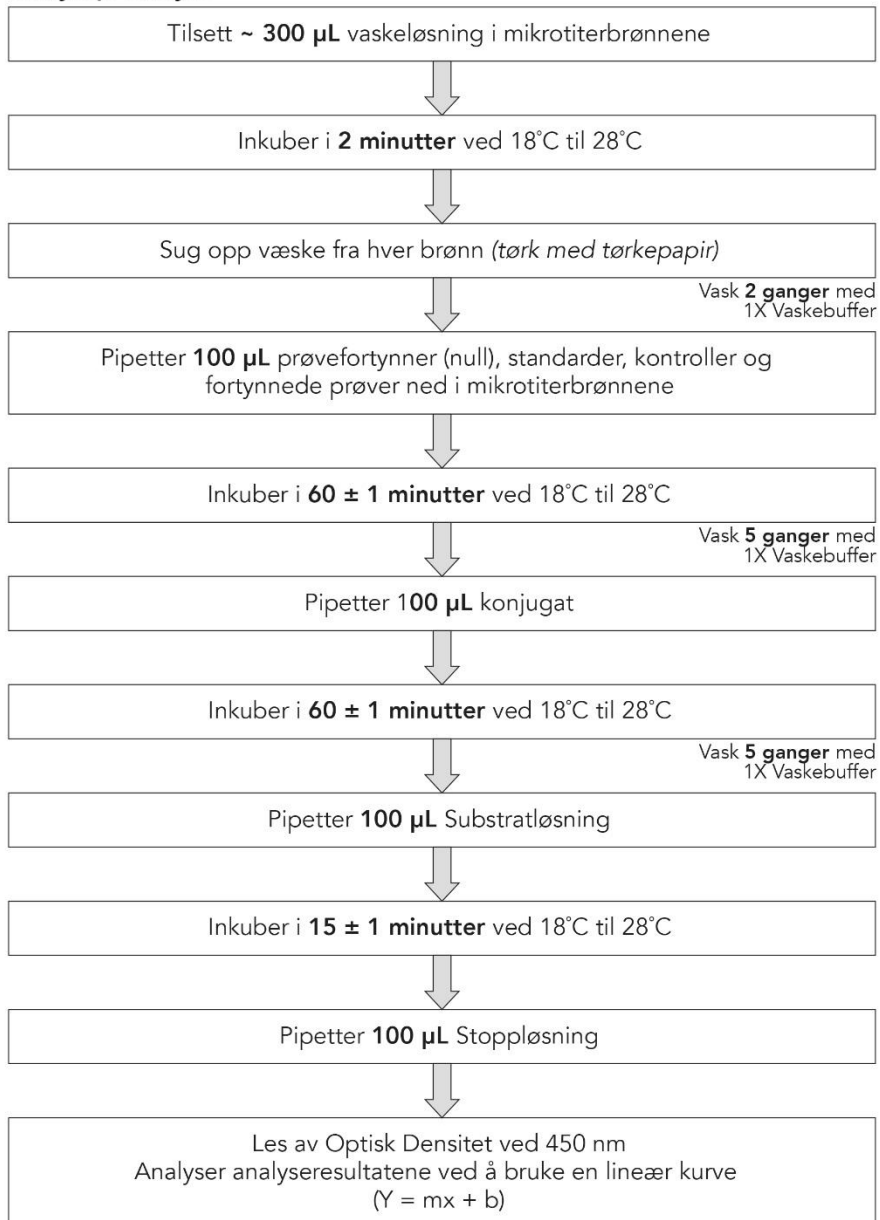 Tilsett ~ 300 µL vaskeløsning i mikrotiterbrønnene
Inkuber i 2 minutter ved 18˚C til 28˚C
Sug opp væske fra hver brønn (tørk med tørkepapir)
Vask 2 ganger med
1X Vaskebuffer
Pipetter 100 µL prøvefortynner (null), standarder, kontroller og
fortynnede prøver ned i mikrotiterbrønnene
Inkuber i 60 ± 1 minutter ved 18˚C til 28˚C
Vask 5 ganger med
1X Vaskebuffer
Pipetter 100 µL konjugat
Inkuber i 60 ± 1 minutter ved 18˚C til 28˚C
Vask 5 ganger med
1X Vaskebuffer
Pipetter 100 µL Substratløsning
Inkuber i 15 ± 1 minutter ved 18˚C til 28˚C
Pipetter 100 µL Stoppløsning
Les av Optisk Densitet ved 450 nm
Analyser analyseresultatene ved å bruke en lineær kurve
(Y = mx + b)